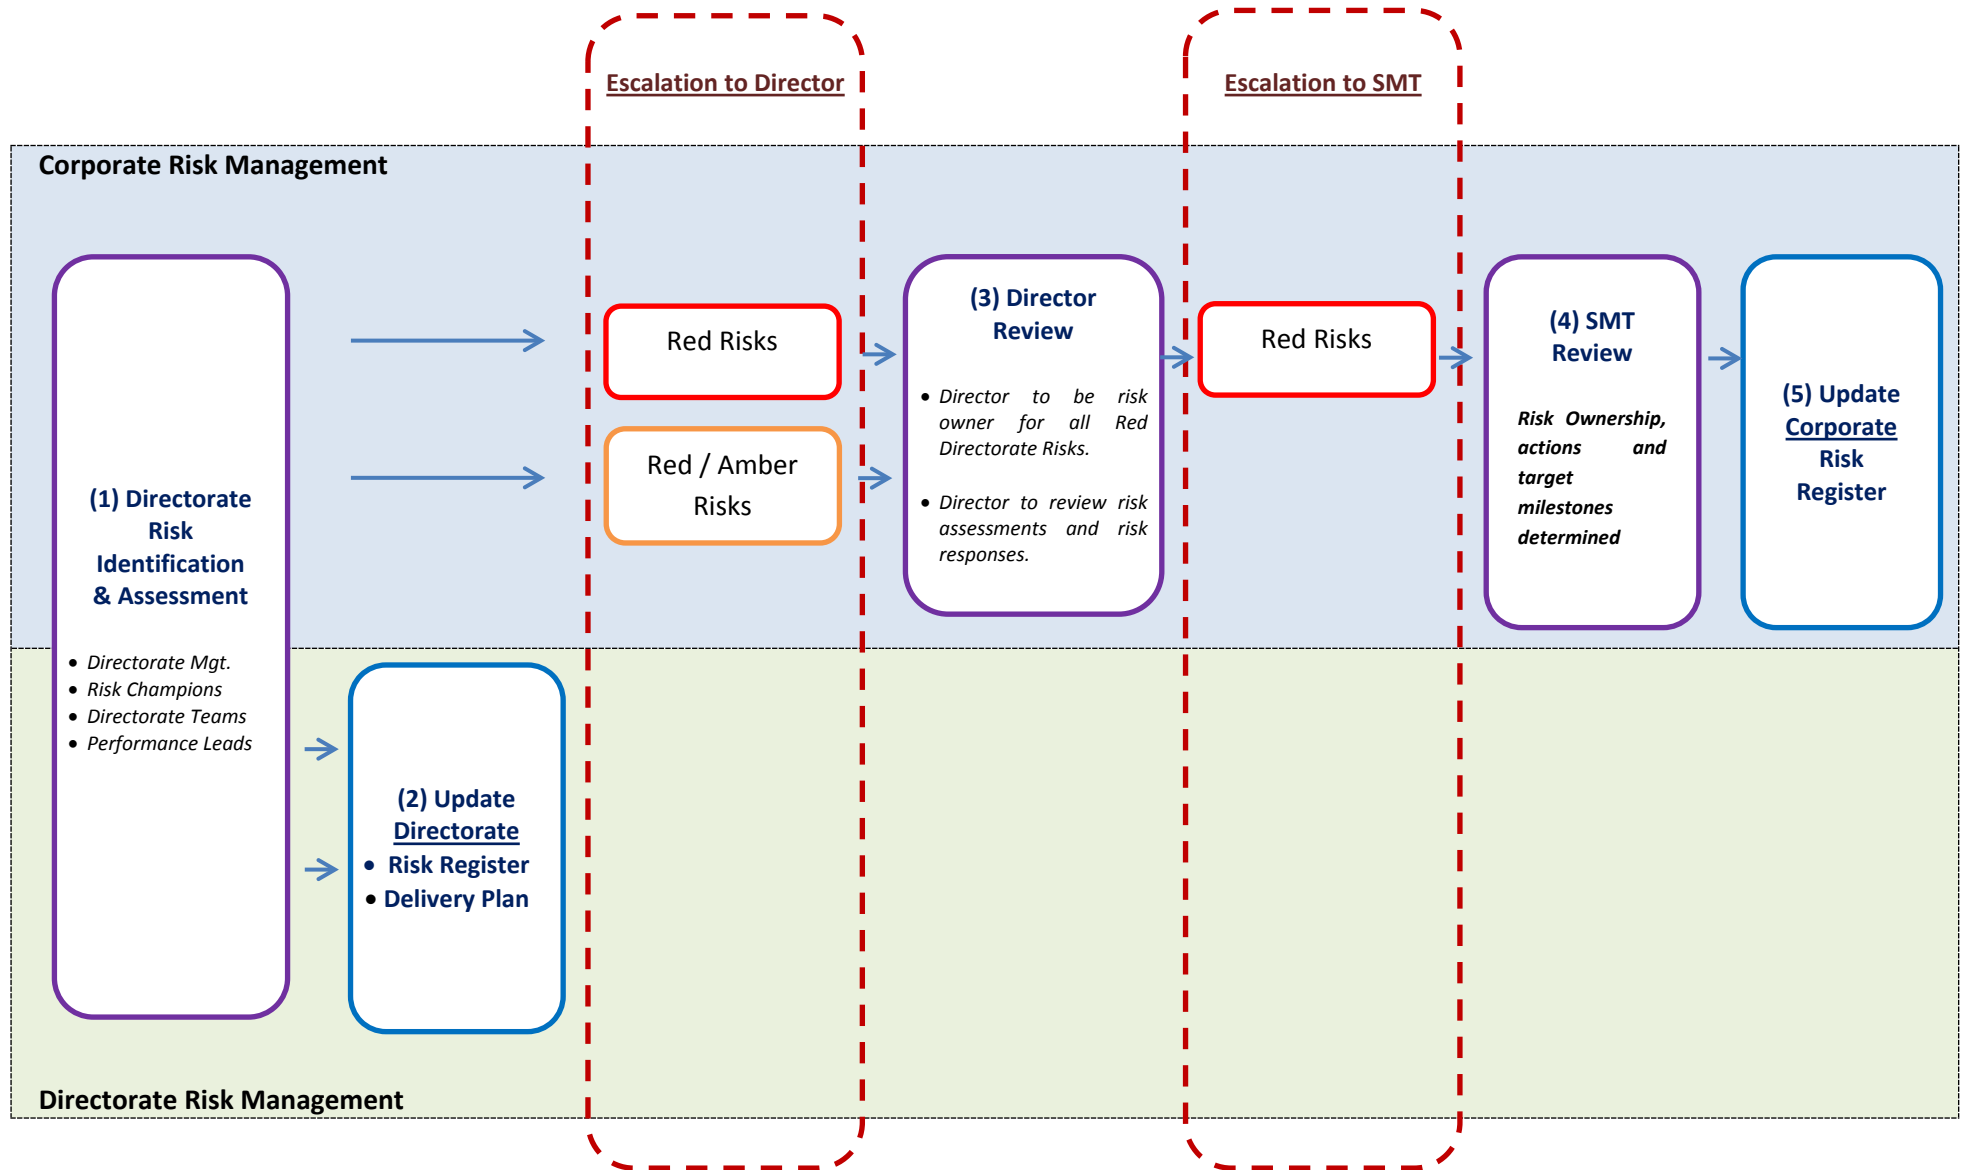 Escalation to Director
Escalation to SMT
Corporate Risk Management
(1) Directorate
Risk
Identification
& Assessment
• Directorate Mgt.
• Risk Champions
• Directorate Teams
• Performance Leads
(2) Update
Directorate
• Risk Register
• Delivery Plan
Red Risks
Red / Amber
Risks
(3) Director
Review
• Director to be risk
owner for all Red
Directorate Risks.
• Director to review risk
assessments and risk
responses.
Red Risks
(4) SMT
Review
Risk Ownership,
actions and
target
milestones
determined
(5) Update
Corporate
Risk
Register
Directorate Risk Management